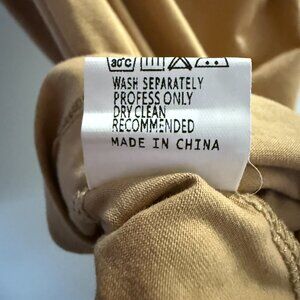 30°C
WASH SEPARATELY
PROFESS ONLY
DRY CLEAN
RECOMMENDED
MADE IN CHINA